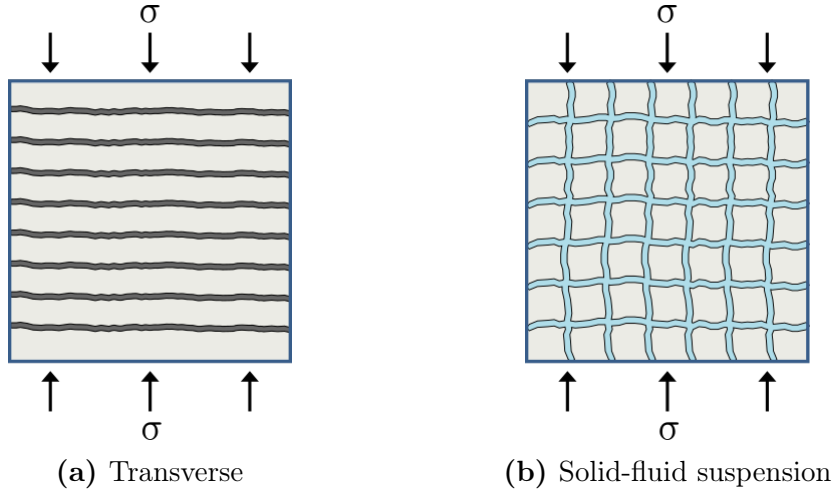 σ
σ
σ
σ
(a) Transverse
(b) Solid-fluid suspension